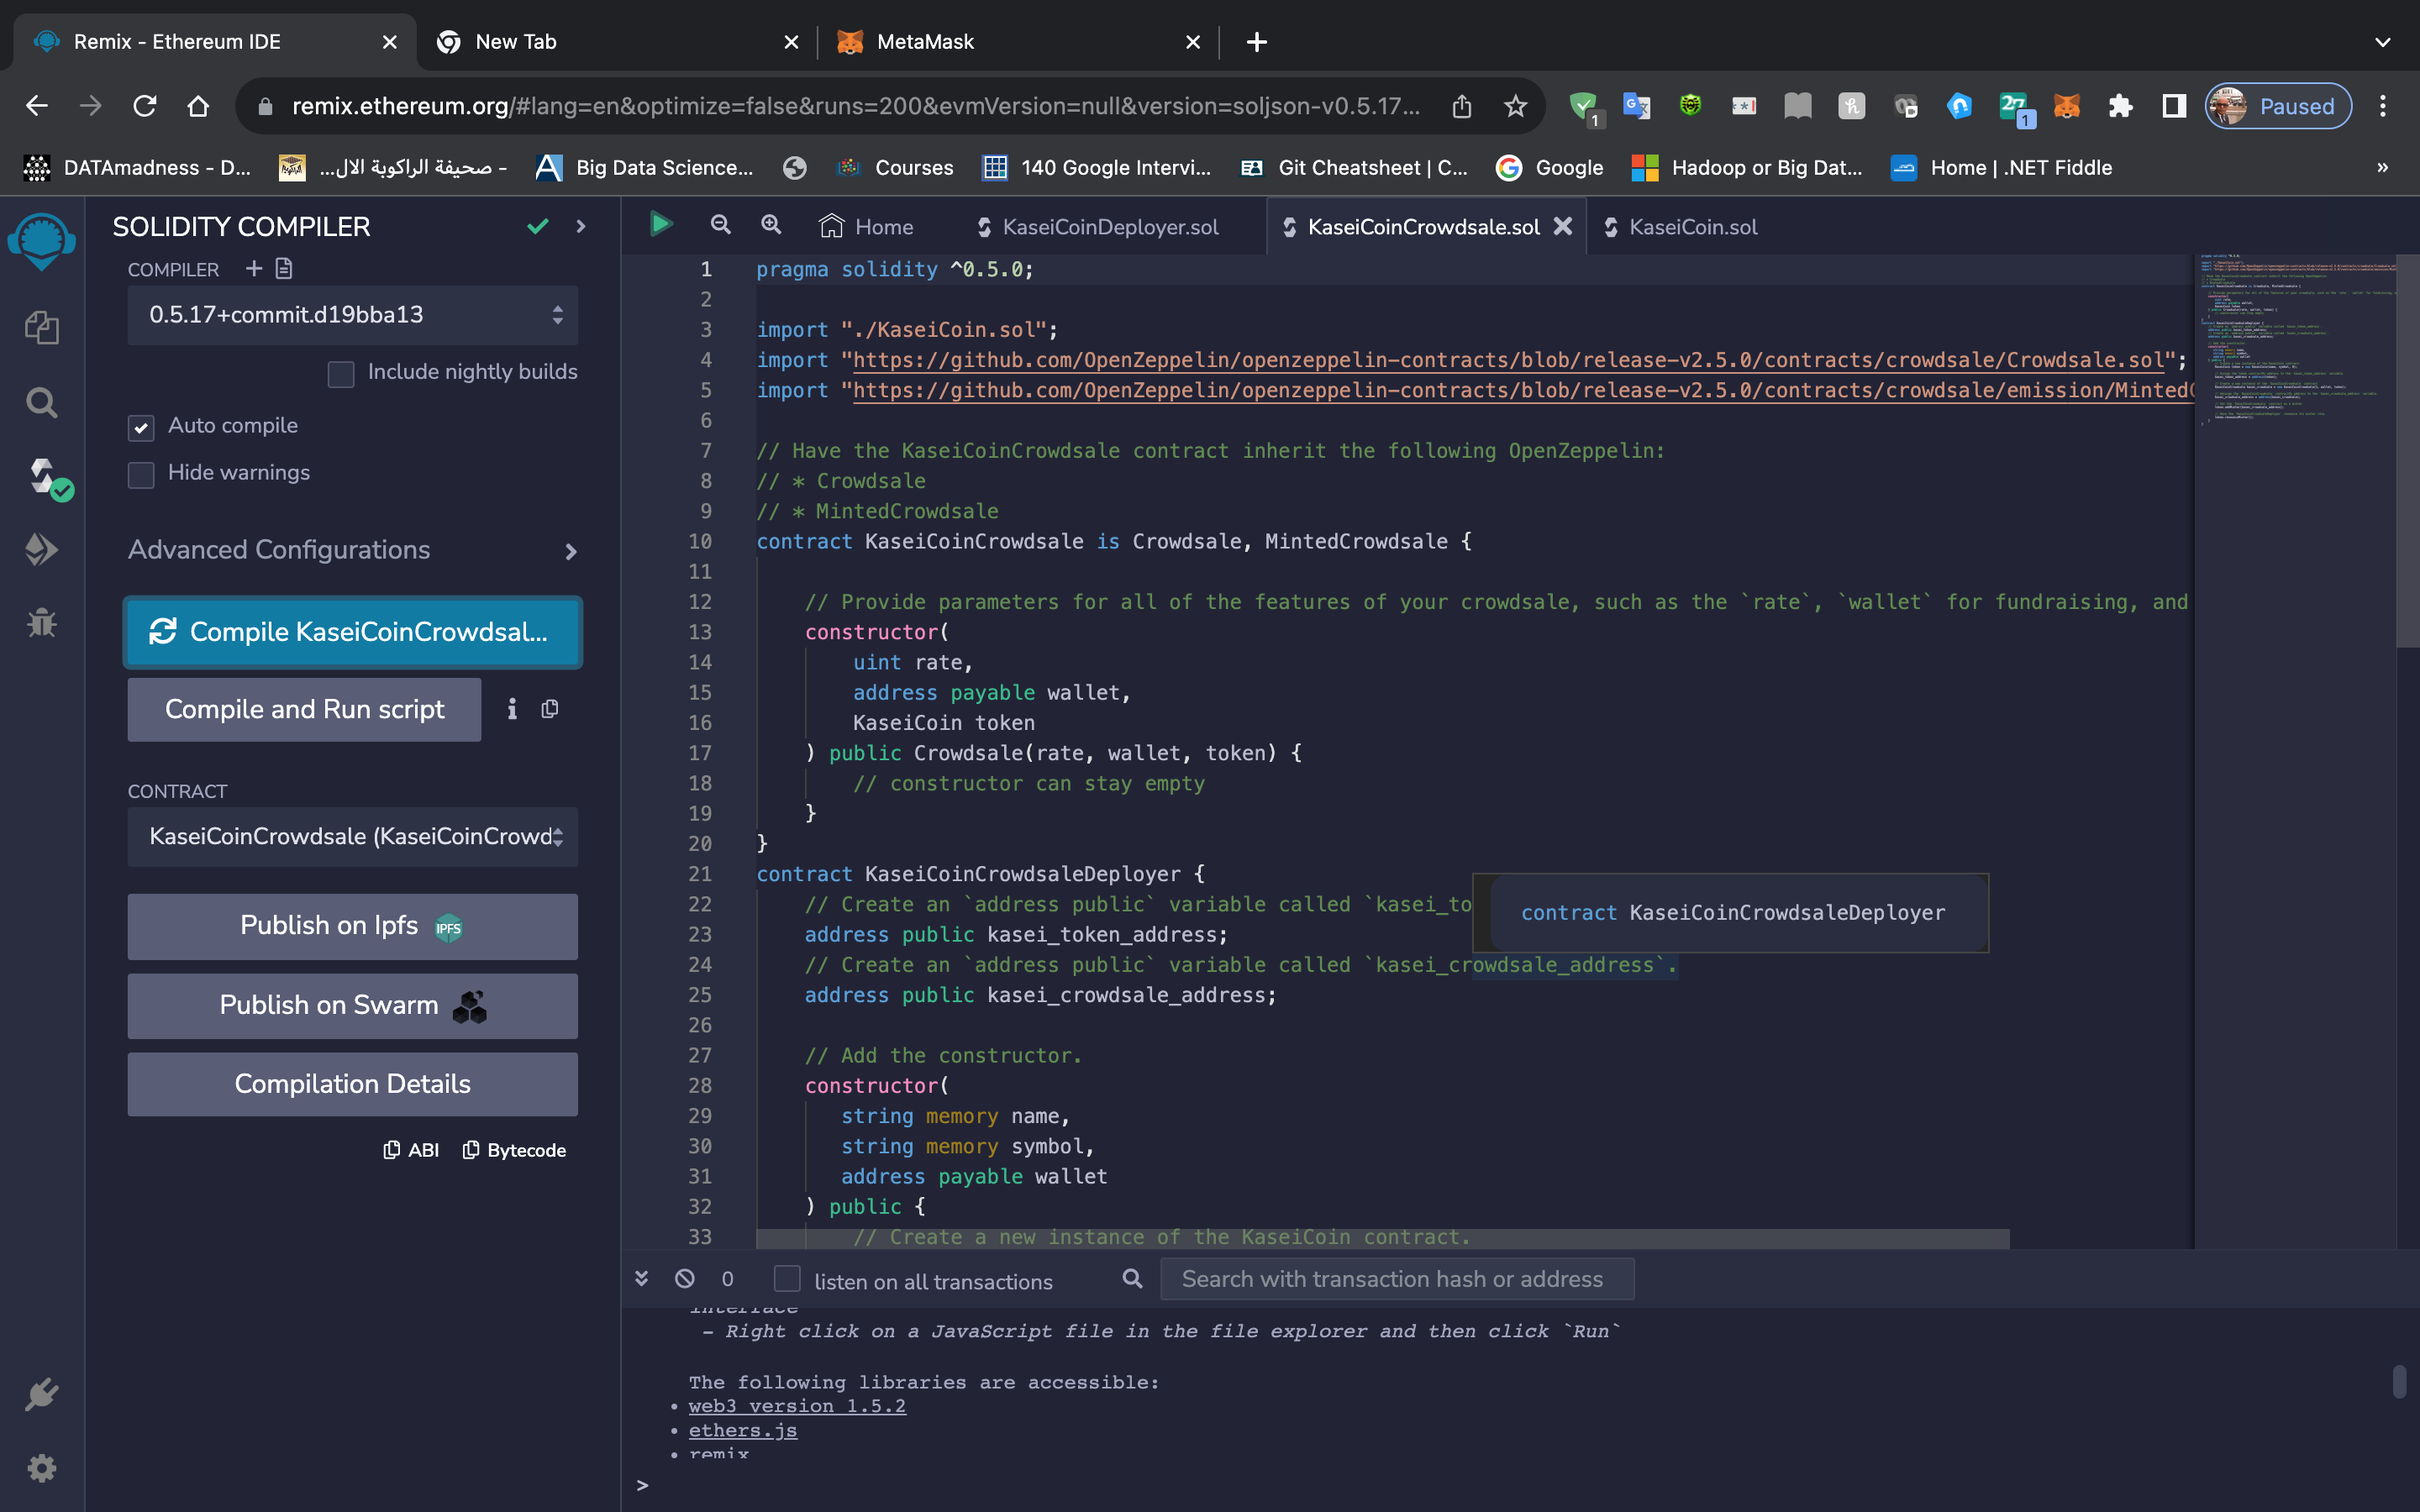 Remix - Ethereum IDE
New Tab
MetaMask
remix.ethereum.org/#lang=en&optimize=false&runs=200&evmVersion=null&version=soljson-v0.5.17...
1
27
1
Paused
DATAmadness - D...
صحيفة الراكوبة الال... -
Big Data Science...
Courses
140 Google Intervi...
Git Cheatsheet | C...
Google
Hadoop or Big Dat...
Home | .NET Fiddle
»
SOLIDITY COMPILER
COMPILER
0.5.17+commit.d19bba13
Include nightly builds
Auto compile
Hide warnings
Advanced Configurations
Compile KaseiCoinCrowdsal...
Compile and Run script
CONTRACT
KaseiCoinCrowdsale (KaseiCoinCrowd
Publish on Ipfs IPFS
Publish on Swarm
Compilation Details
ABI Bytecode
Home
KaseiCoinDeployer.sol
KaseiCoinCrowdsale.sol
KaseiCoin.sol
1 pragma solidity ^0.5.0;
2
3 import "./KaseiCoin.sol";
4 import "https://github.com/OpenZeppelin/openzeppelin-contracts/blob/release-v2.5.0/contracts/crowdsale/Crowdsale.sol";
5 import "https://github.com/OpenZeppelin/openzeppelin-contracts/blob/release-v2.5.0/contracts/crowdsale/emission/Minted
6
7 // Have the KaseiCoinCrowdsale contract inherit the following OpenZeppelin:
8 // * Crowdsale
9 // * MintedCrowdsale
10 contract KaseiCoinCrowdsale is Crowdsale, MintedCrowdsale {
11
12 // Provide parameters for all of the features of your crowdsale, such as the `rate`, `wallet` for fundraising, and
13 constructor(
14 uint rate,
15 address payable wallet,
16 KaseiCoin token
17 ) public Crowdsale(rate, wallet, token) {
18 // constructor can stay empty
19 }
20 }
21 contract KaseiCoinCrowdsaleDeployer {
22 // Create an `address public` variable called `kasei_to
contract KaseiCoinCrowdsaleDeployer
23 address public kasei_token_address;
24 // Create an `address public` variable called `kasei_crowdsale_address`.
25 address public kasei_crowdsale_address;
26
27 // Add the constructor.
28 constructor(
29 string memory name,
30 string memory symbol,
31 address payable wallet
32 ) public {
33 // Create a new instance of the KaseiCoin contract.
0
listen on all transactions
Search with transaction hash or address
interface
- Right click on a JavaScript file in the file explorer and then click `Run`
The following libraries are accessible:
• web3 version 1.5.2
• ethers.js
• remix
>